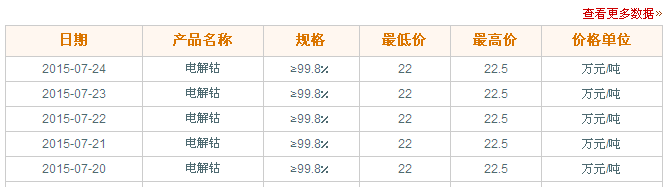 查看更多数据»
日期 产品名称 规格 最低价 最高价 价格单位
2015-07-24 电解钴 ≥99.8% 22 22.5 万元/吨
2015-07-23 电解钴 ≥99.8% 22 22.5 万元/吨
2015-07-22 电解钴 ≥99.8% 22 22.5 万元/吨
2015-07-21 电解钴 ≥99.8% 22 22.5 万元/吨
2015-07-20 电解钴 ≥99.8% 22 22.5 万元/吨